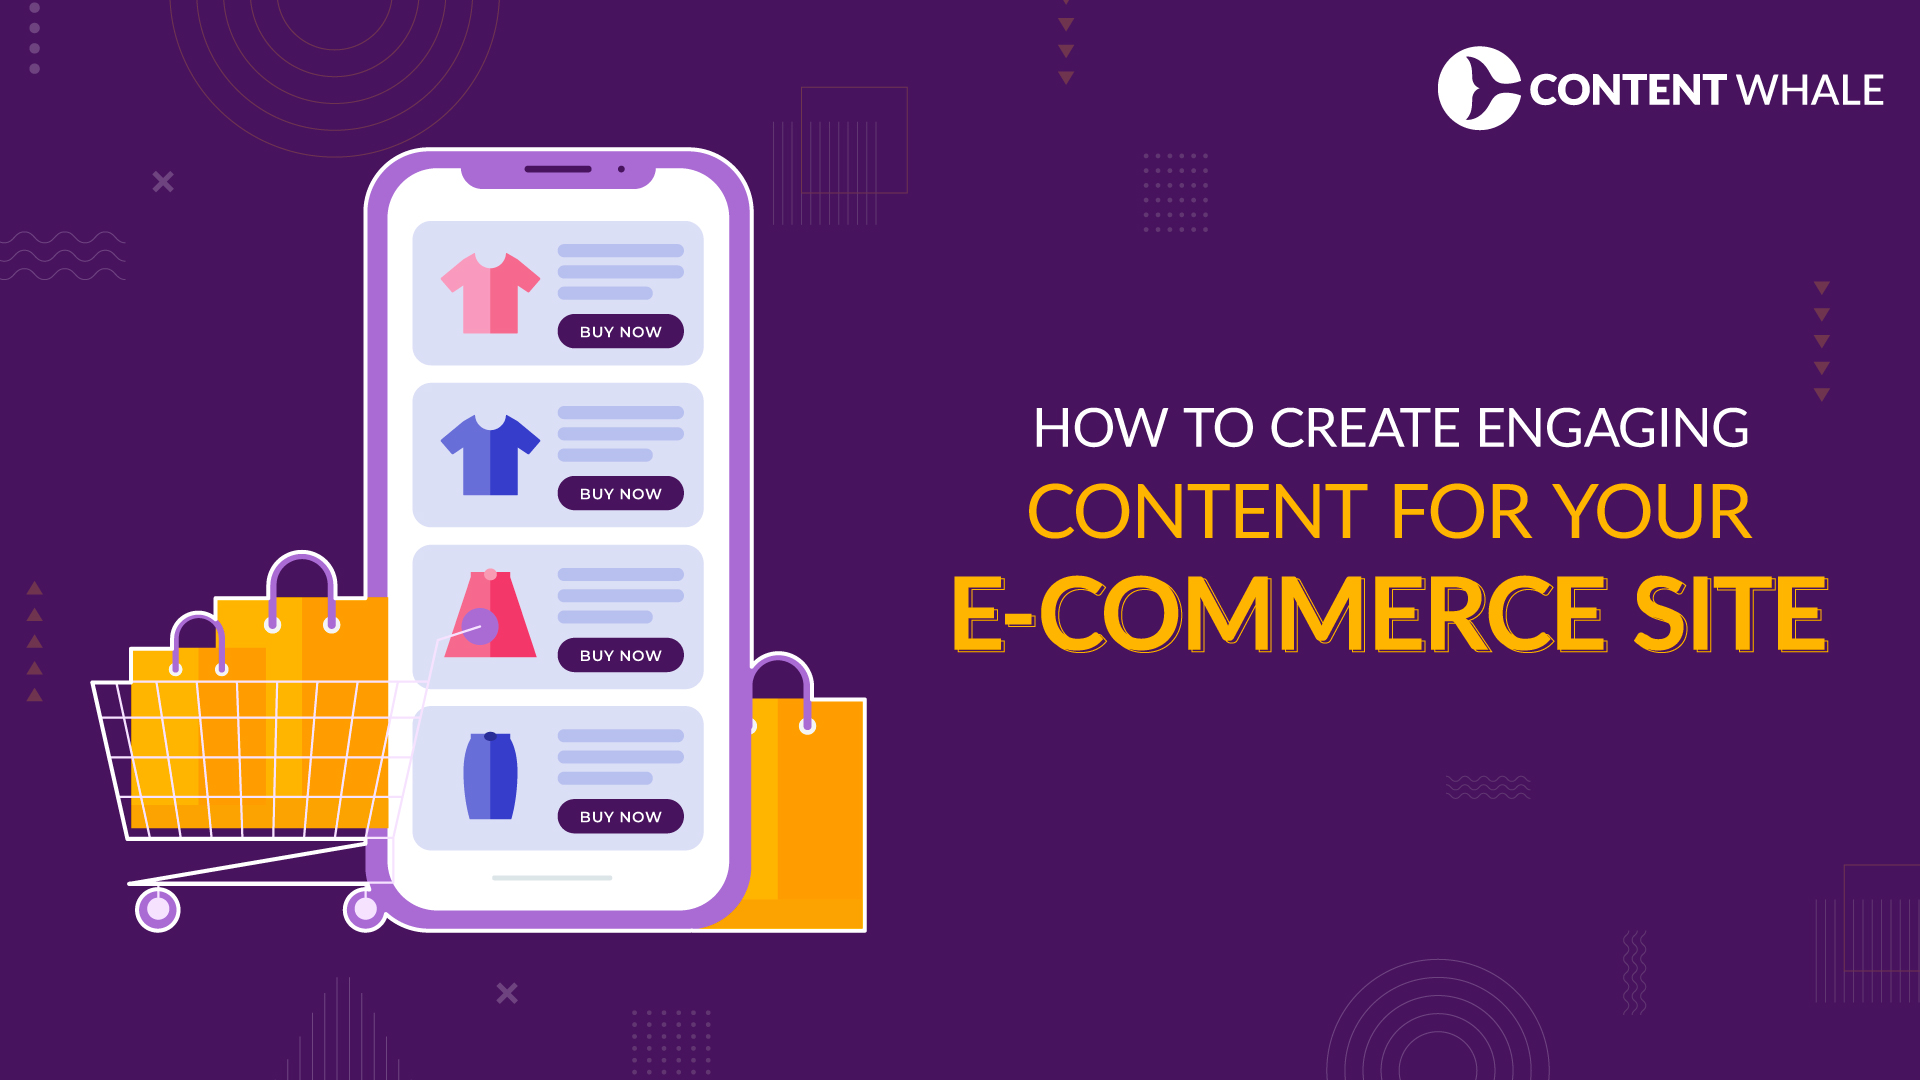 CONTENT WHALE
BUY NOW
BUY NOW
BUY NOW
BUY NOW
HOW TO CREATE ENGAGING
CONTENT FOR YOUR
E-COMMERCE SITE